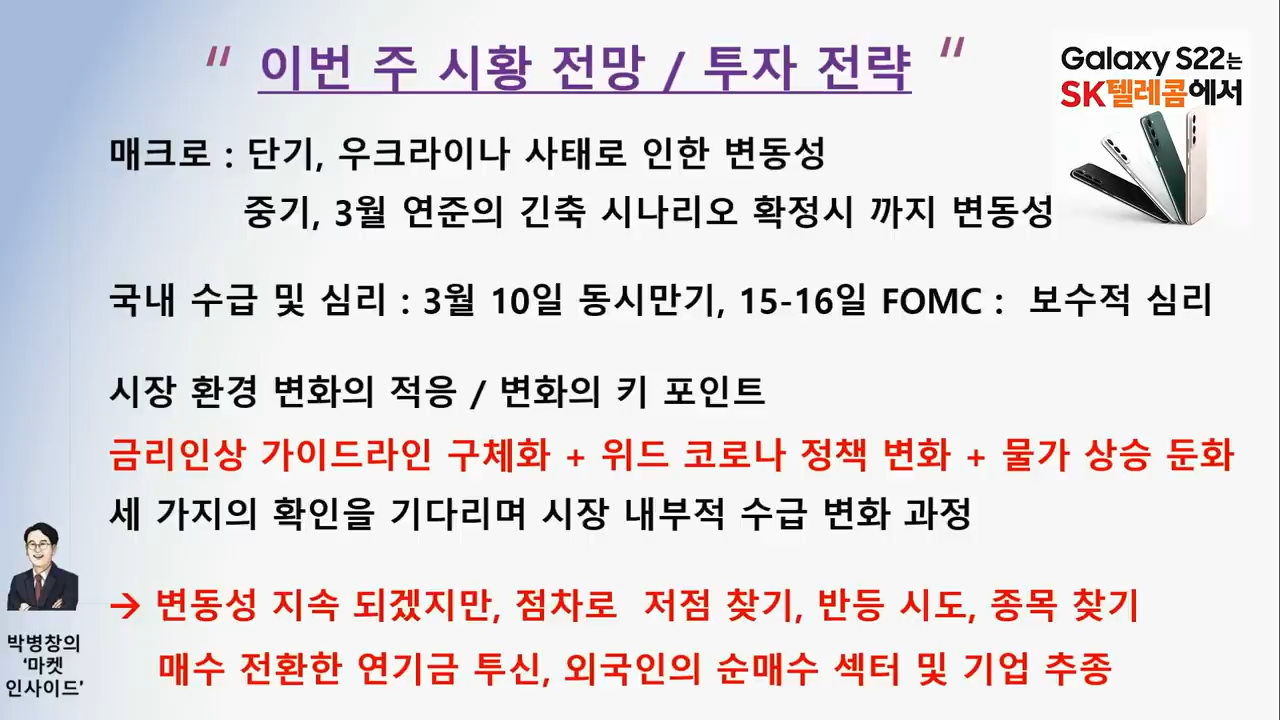 “ 이번 주 시황 전망 / 투자 전략 ”
Galaxy S22는
SK텔레콤에서
매크로 : 단기, 우크라이나 사태로 인한 변동성
중기, 3월 연준의 긴축 시나리오 확정시 까지 변동성
국내 수급 및 심리 : 3월 10일 동시만기, 15-16일 FOMC : 보수적 심리
시장 환경 변화의 적응 / 변화의 키 포인트
금리인상 가이드라인 구체화 + 위드 코로나 정책 변화 + 물가 상승 둔화
세 가지의 확인을 기다리며 시장 내부적 수급 변화 과정
→ 변동성 지속 되겠지만, 점차로 저점 찾기, 반등 시도, 종목 찾기
매수 전환한 연기금 투신, 외국인의 순매수 섹터 및 기업 추종
박병창의
‘마켓
인사이드’